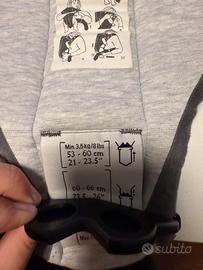 Min 3,5kg/8 lbs
53 - 60 cm
21 - 23.5"
60 - 66 cm
23.5 - 26"
subito